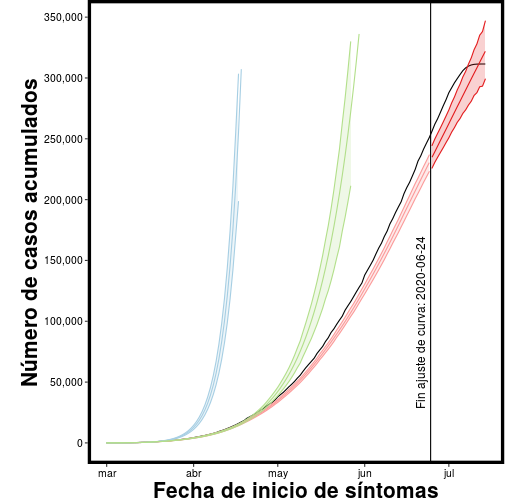 Número de casos acumulados
350,000
300,000
250,000
200,000
150,000
100,000
50,000
0
Fin ajuste de curva: 2020-06-24
mar abr may jun jul
Fecha de inicio de síntomas